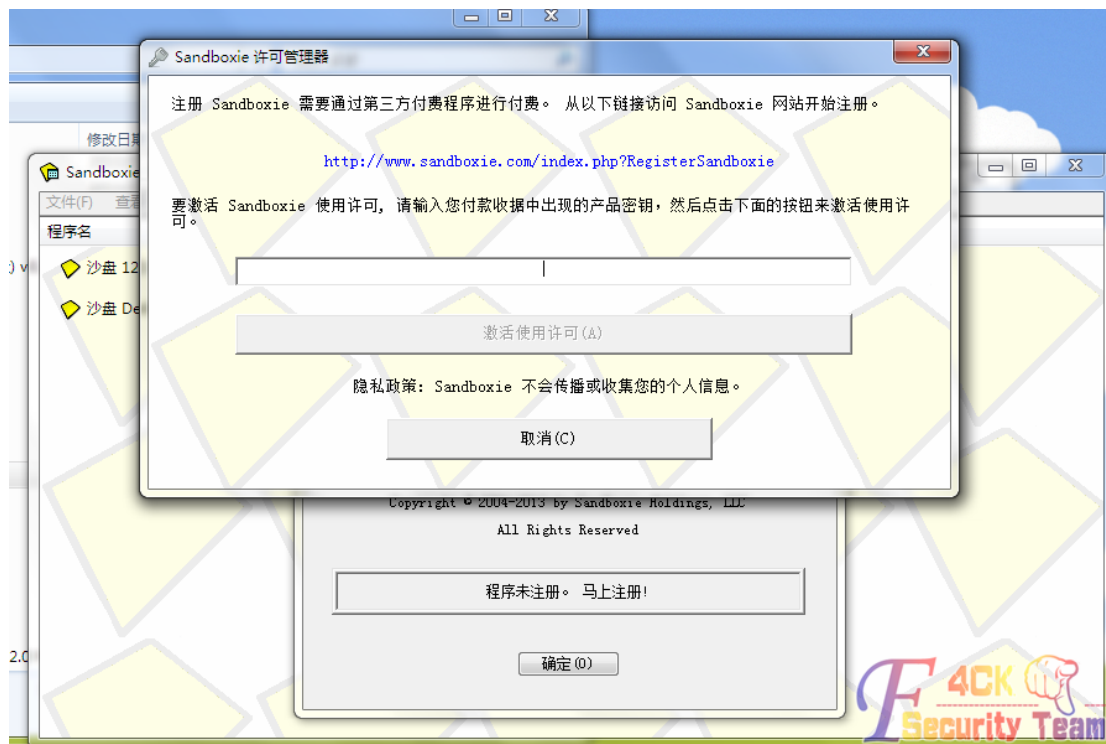 Sandboxie 许可管理器
注册 Sandboxie 需要通过第三方付费程序进行付费。 从以下链接访问 Sandboxie 网站开始注册。
http://www.sandboxie.com/index.php?RegisterSandboxie
要激活 Sandboxie 使用许可, 请输入您付款收据中出现的产品密钥，然后点击下面的按钮来激活使用许
可。
激活使用许可(A)
隐私政策: Sandboxie 不会传播或收集您的个人信息。
取消(C)
修改日期
Sandboxie
文件(F) 查看
程序名
沙盘 12
沙盘 De
Copyright © 2004-2013 by Sandboxie Holdings, LLC
All Rights Reserved
程序未注册。 马上注册!
确定(O)
2.0
F4CK
Security Team